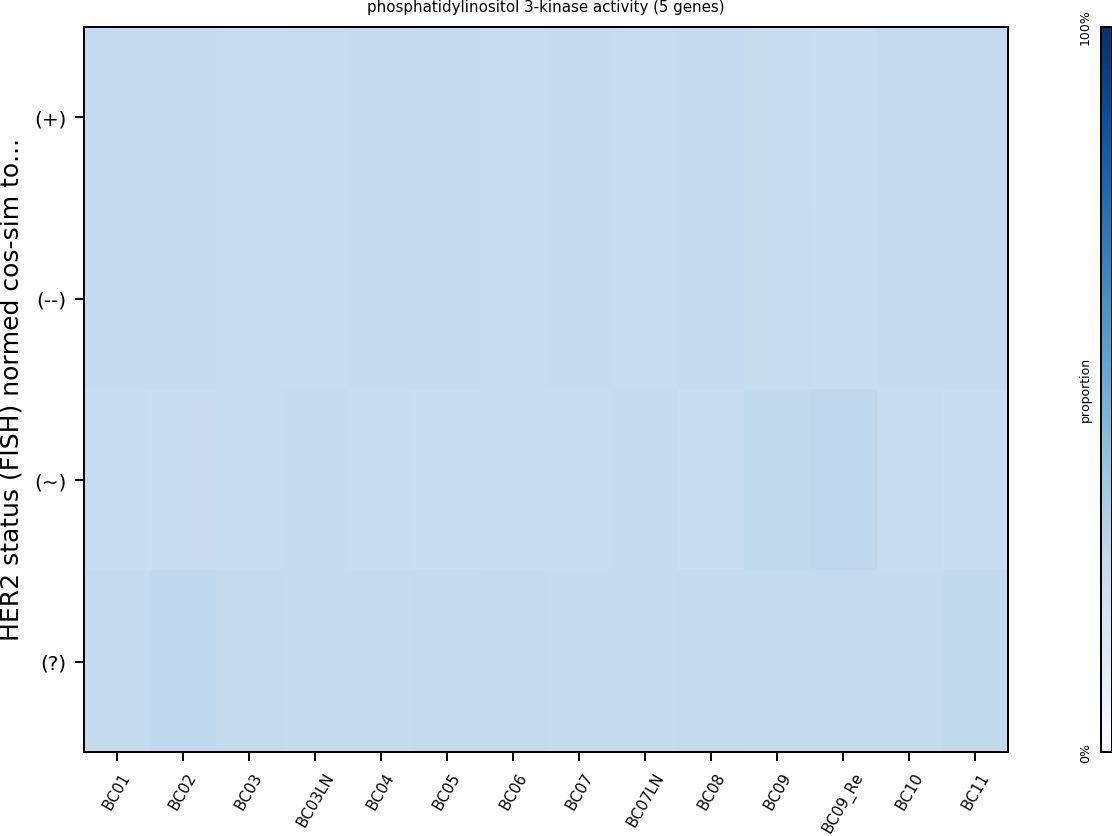 phosphatidylinositol 3-kinase activity (5 genes)
HER2 status (FISH) normed cos-sim to...
(+)
(--)
(~)
(?)
BC01
BC02
BC03
BC03LN
BC04
BC05
BC06
BC07
BC07LN
BC08
BC09
BC09_Re
BC10
BC11
100%
proportion
0%